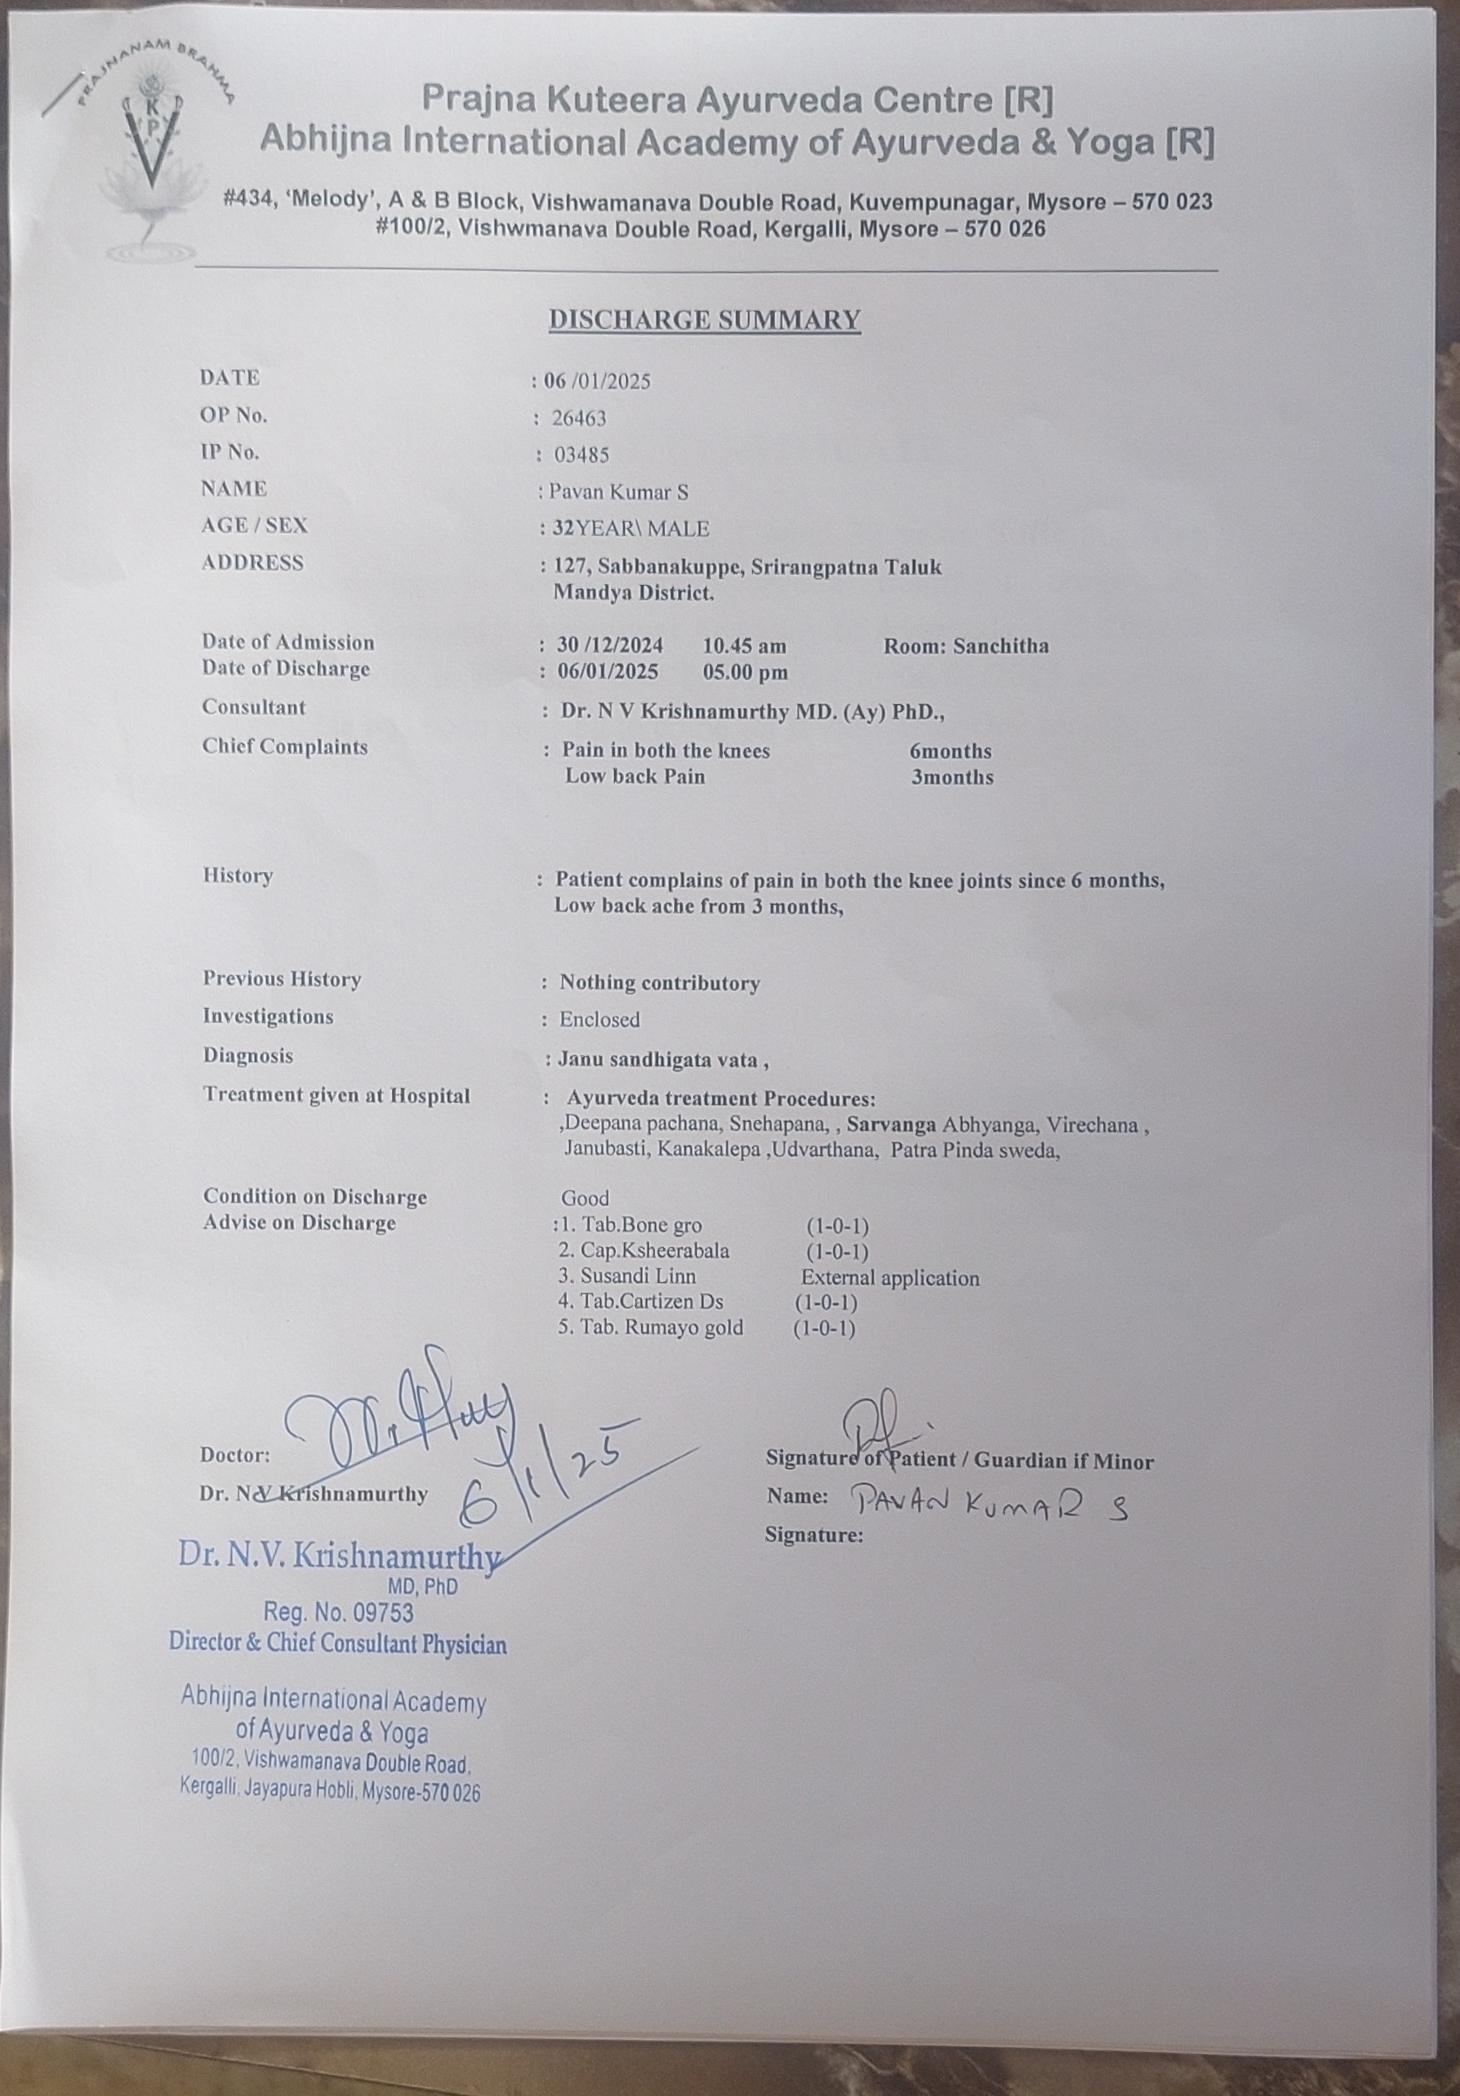 PRAJNANAM BRAHMA
K
P
V
Prajna Kuteera Ayurveda Centre [R]
Abhijna International Academy of Ayurveda & Yoga [R]
#434, ‘Melody’, A & B Block, Vishwamanava Double Road, Kuvempunagar, Mysore – 570 023
#100/2, Vishwmanava Double Road, Kergalli, Mysore – 570 026
DISCHARGE SUMMARY
DATE : 06 /01/2025
OP No. : 26463
IP No. : 03485
NAME : Pavan Kumar S
AGE / SEX : 32YEAR\ MALE
ADDRESS : 127, Sabbanakuppe, Srirangpatna Taluk
Mandya District.
Date of Admission : 30 /12/2024 10.45 am Room: Sanchitha
Date of Discharge : 06/01/2025 05.00 pm
Consultant : Dr. N V Krishnamurthy MD. (Ay) PhD.,
Chief Complaints : Pain in both the knees 6months
Low back Pain 3months
History : Patient complains of pain in both the knee joints since 6 months,
Low back ache from 3 months,
Previous History : Nothing contributory
Investigations : Enclosed
Diagnosis : Janu sandhigata vata ,
Treatment given at Hospital : Ayurveda treatment Procedures:
,Deepana pachana, Snehapana, , Sarvanga Abhyanga, Virechana ,
Janubasti, Kanakalepa ,Udvarthana, Patra Pinda sweda,
Condition on Discharge Good
Advise on Discharge :1. Tab.Bone gro (1-0-1)
2. Cap.Ksheerabala (1-0-1)
3. Susandi Linn External application
4. Tab.Cartizen Ds (1-0-1)
5. Tab. Rumayo gold (1-0-1)
Doctor: Signature of Patient / Guardian if Minor
Dr. N V Krishnamurthy 6/1/25 Name: PAVAN KUMAR S
Signature:
Dr. N.V. Krishnamurthy
MD, PhD
Reg. No. 09753
Director & Chief Consultant Physician
Abhijna International Academy
of Ayurveda & Yoga
100/2, Vishwamanava Double Road,
Kergalli, Jayapura Hobli, Mysore-570 026